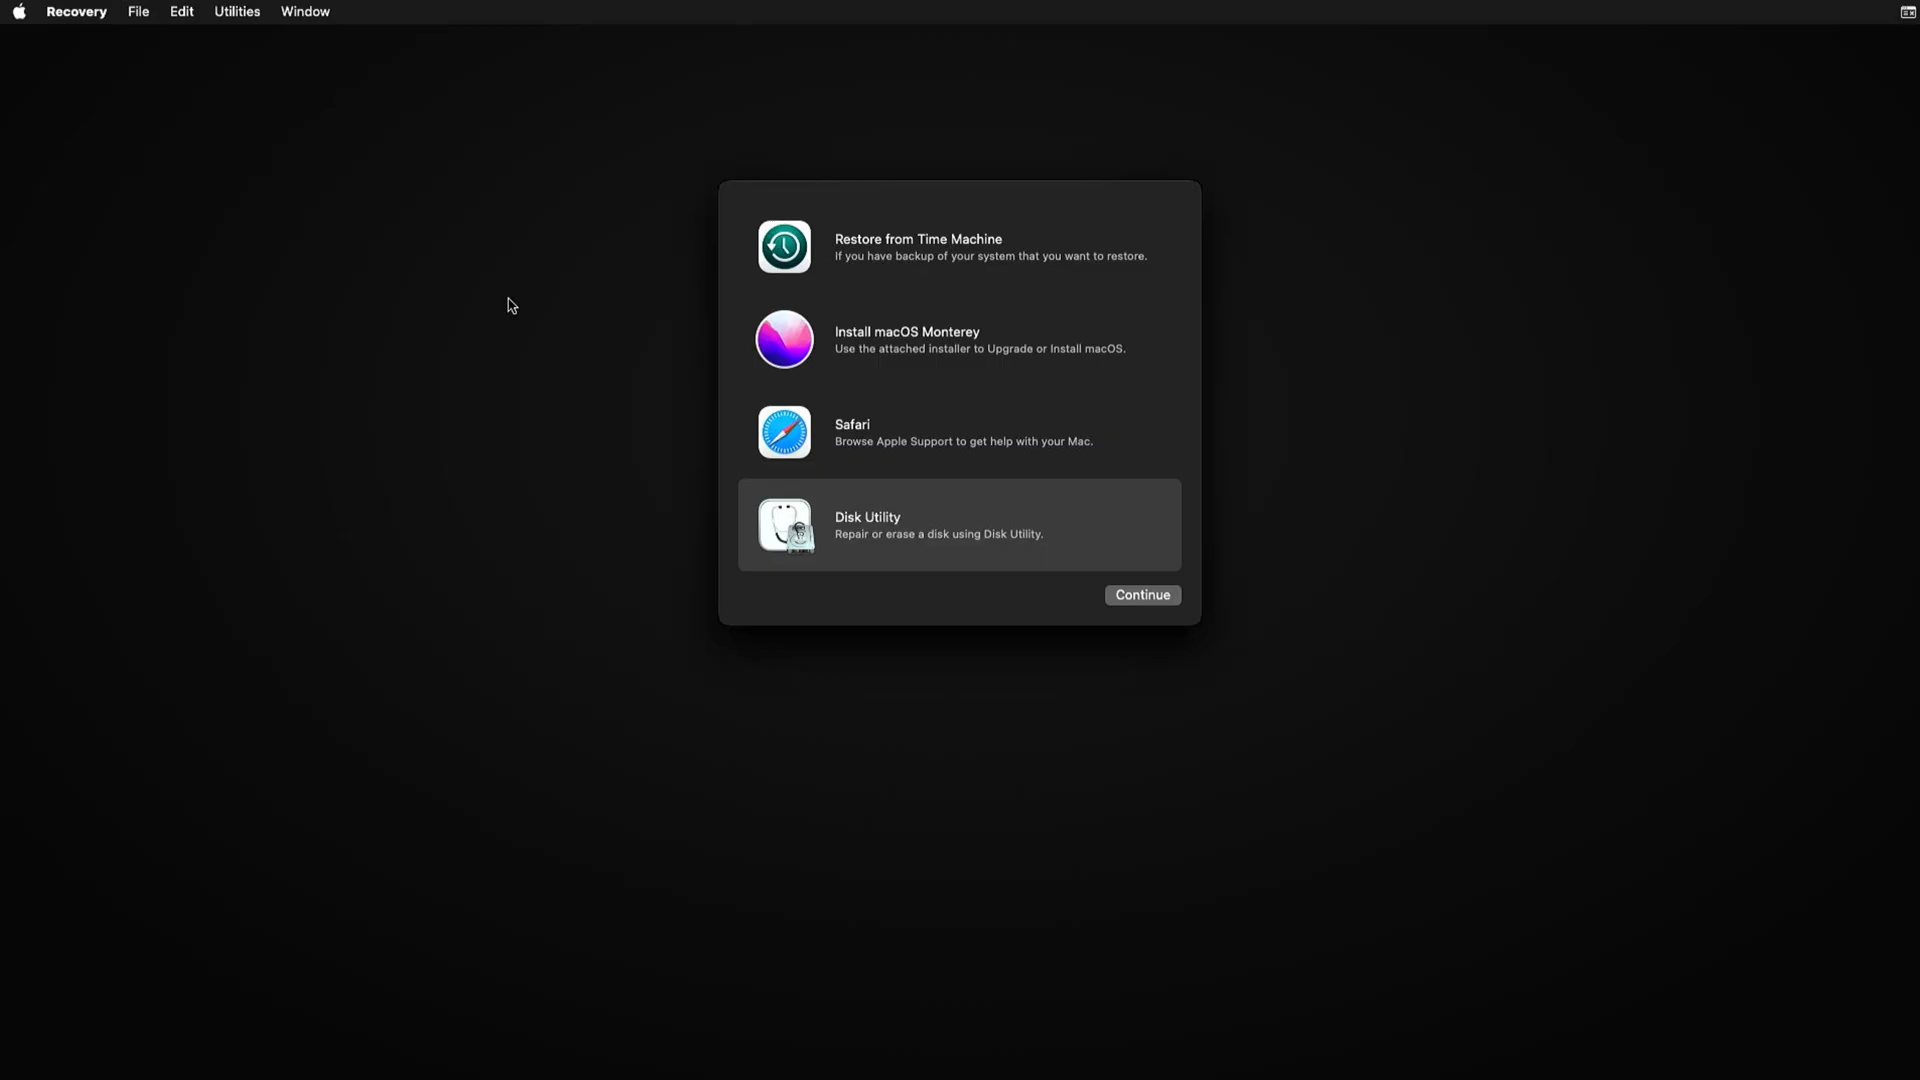 Recovery File Edit Utilities Window
Restore from Time Machine
If you have backup of your system that you want to restore.
Install macOS Monterey
Use the attached installer to Upgrade or Install macOS.
Safari
Browse Apple Support to get help with your Mac.
Disk Utility
Repair or erase a disk using Disk Utility.
Continue